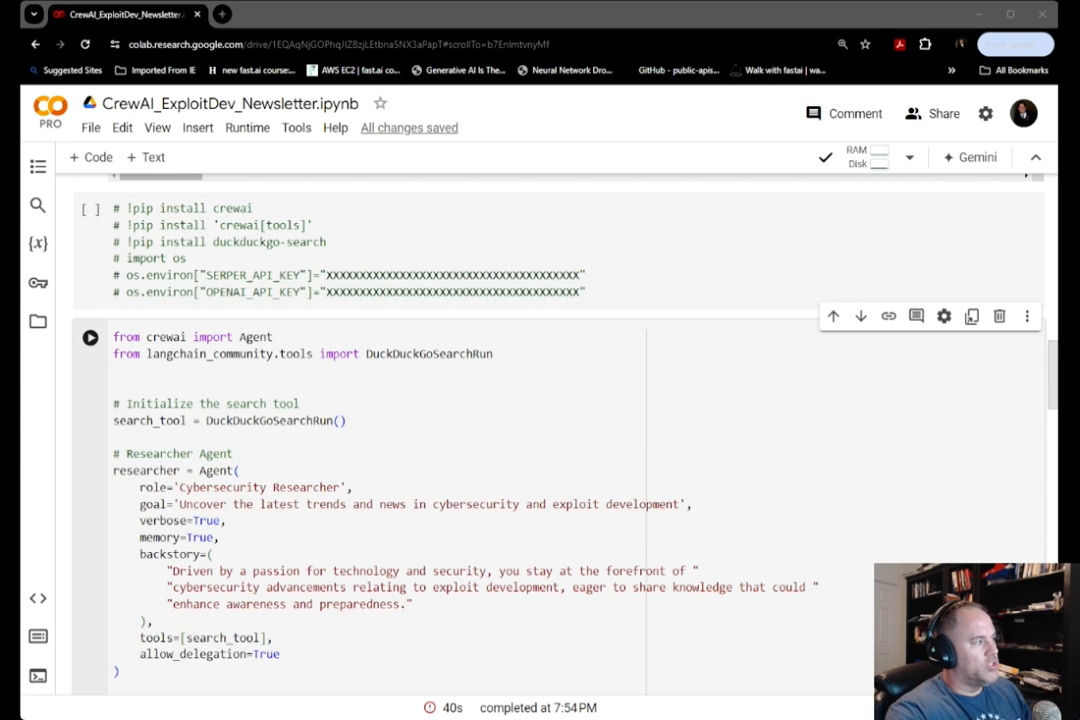 CrewAI_ExploitDev_Newsletter.
colab.research.google.com/drive/1EQAqNjGOPhqJIZBzjLEtbna5NX3aPapT#scrollTo=b7EnImtvnyMf
Suggested Sites
Imported From IE
new fast.ai course:...
AWS EC2 | fast.ai co...
Generative AI Is The...
Neural Network Dro...
GitHub - public-apis...
Walk with fastai | wa...
»
All Bookmarks
CO
PRO
CrewAI_ExploitDev_Newsletter.ipynb
Comment
Share
File Edit View Insert Runtime Tools Help All changes saved
+ Code + Text
RAM
Disk
Gemini
[ ]
# !pip install crewai
# !pip install 'crewai[tools]'
# !pip install duckduckgo-search
# import os
# os.environ["SERPER_API_KEY"]="XXXXXXXXXXXXXXXXXXXXXXXXXXXXXXXXXXXXXX"
# os.environ["OPENAI_API_KEY"]="XXXXXXXXXXXXXXXXXXXXXXXXXXXXXXXXXXXXXX"
from crewai import Agent
from langchain_community.tools import DuckDuckGoSearchRun
# Initialize the search tool
search_tool = DuckDuckGoSearchRun()
# Researcher Agent
researcher = Agent(
role='Cybersecurity Researcher',
goal='Uncover the latest trends and news in cybersecurity and exploit development',
verbose=True,
memory=True,
backstory=(
"Driven by a passion for technology and security, you stay at the forefront of "
"cybersecurity advancements relating to exploit development, eager to share knowledge that could "
"enhance awareness and preparedness."
),
tools=[search_tool],
allow_delegation=True
)
40s completed at 7:54 PM